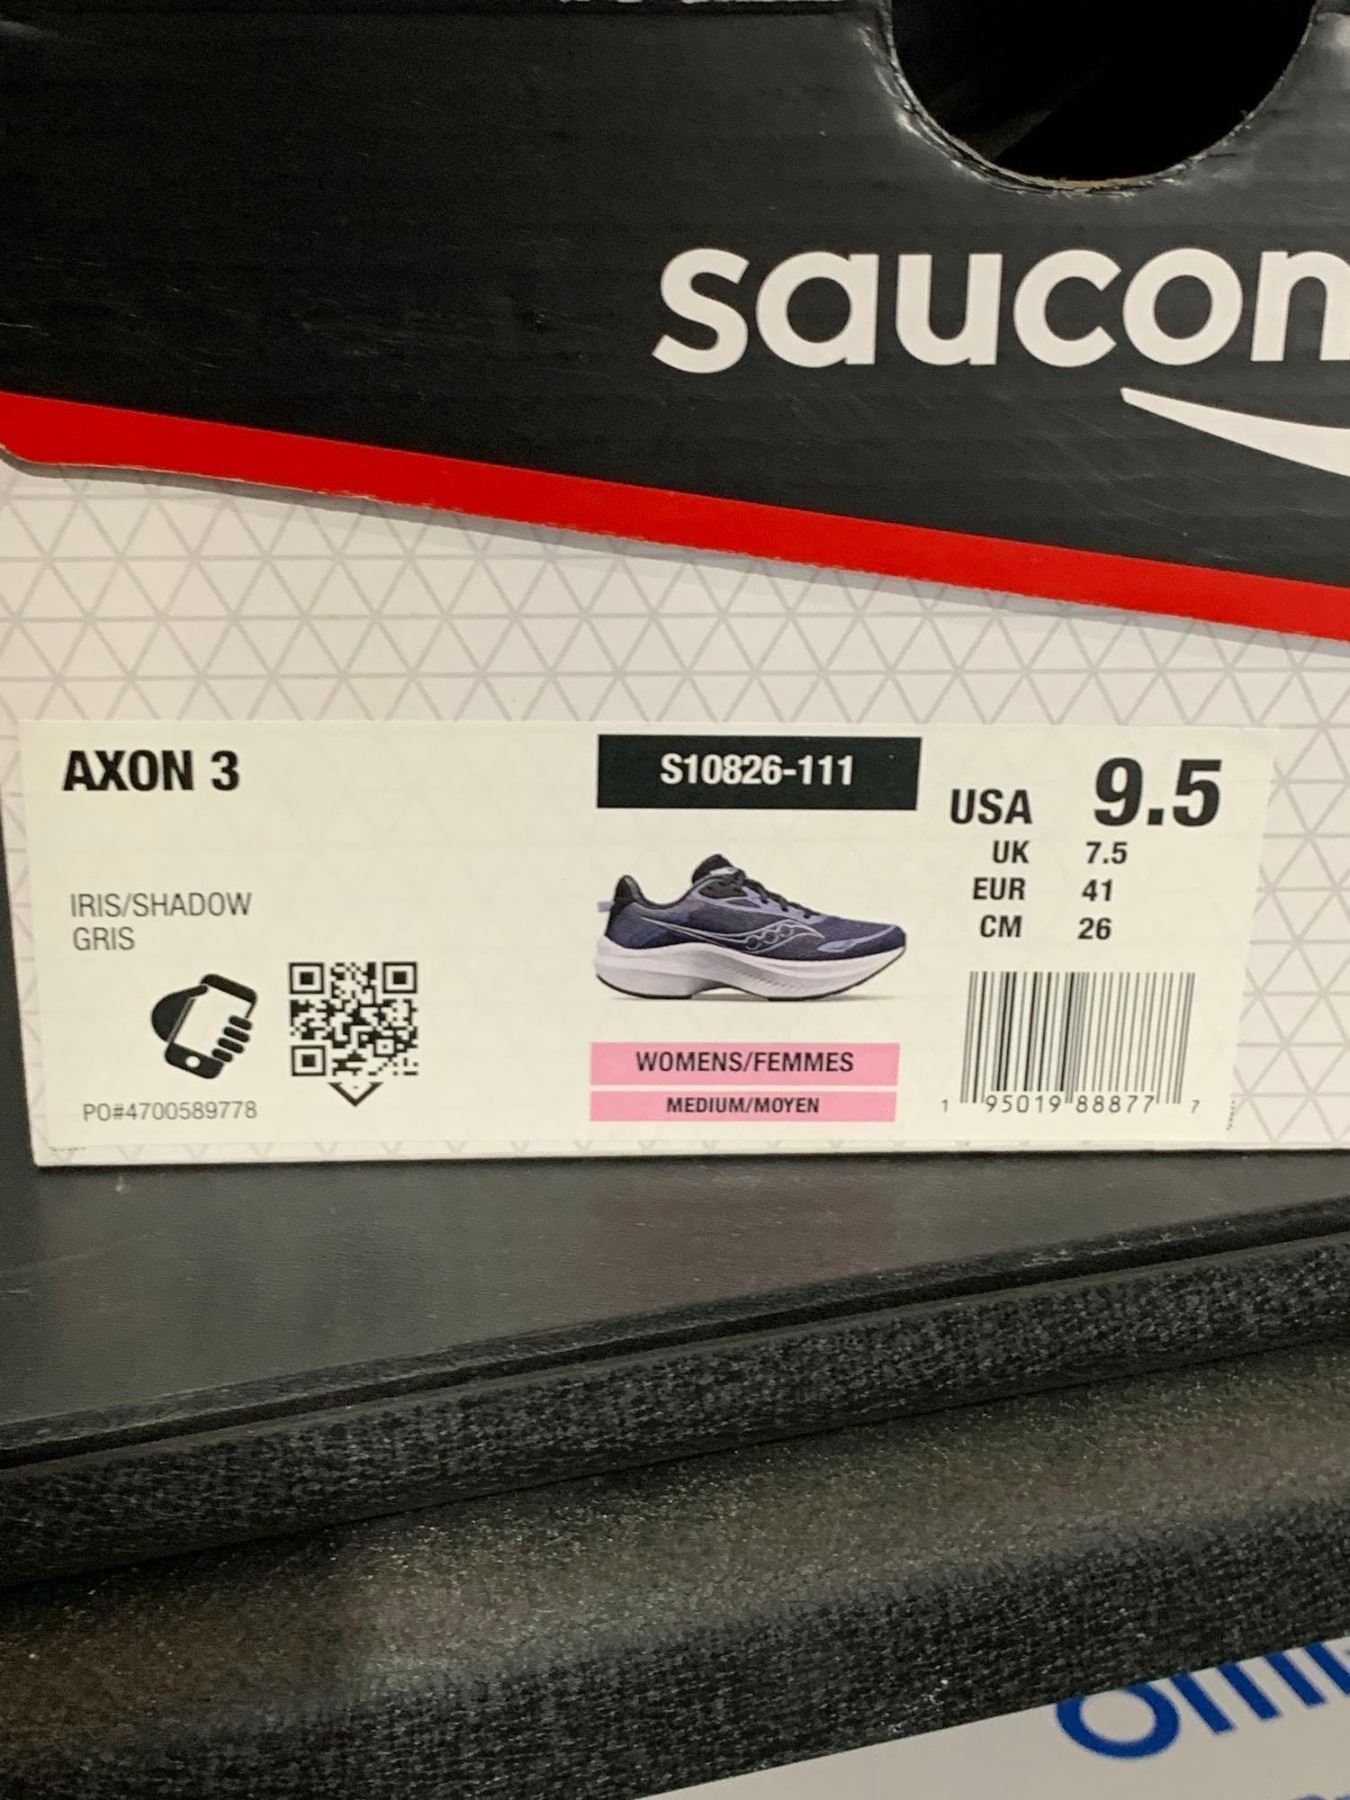 saucon
AXON 3
S10826-111
USA 9.5
UK 7.5
EUR 41
CM 26
IRIS/SHADOW
GRIS
PO#4700589778
WOMENS/FEMMES
MEDIUM/MOYEN
1 95019 88877 7